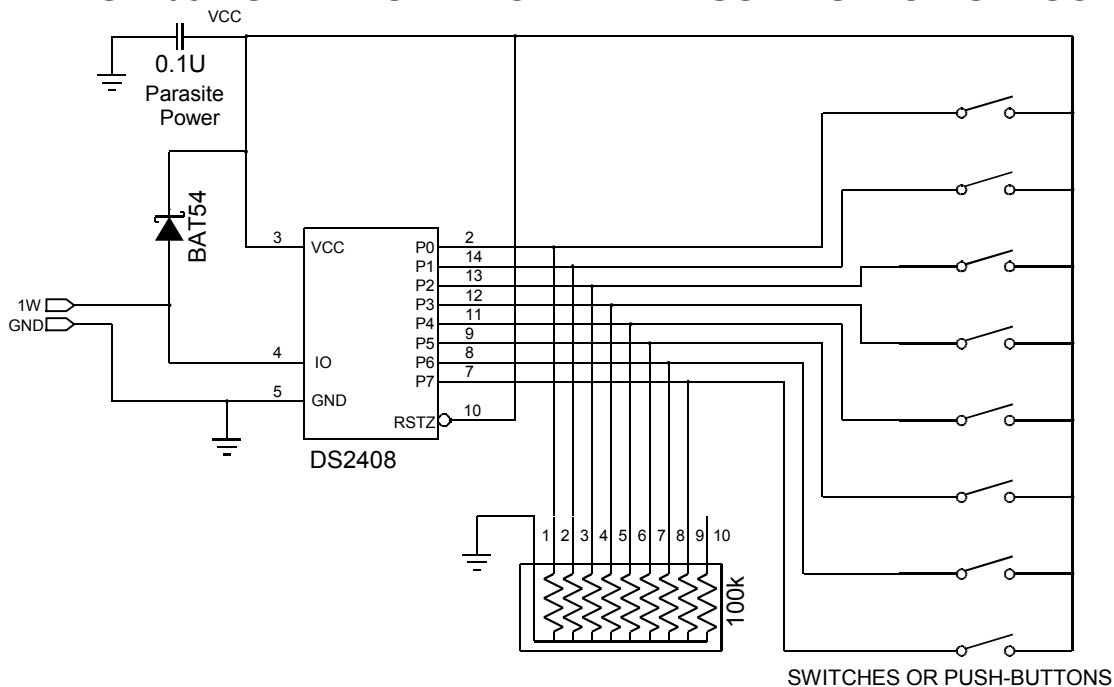 VCC
0.1U
Parasite
Power
BAT54
3
VCC
P0
2
P1
14
P2
13
1W
P3
12
GND
P4
11
P5
9
4
IO
P6
8
P7
7
5
GND
RSTZ
10
DS2408
1 2 3 4 5 6 7 8 9 10
100k
SWITCHES OR PUSH-BUTTONS